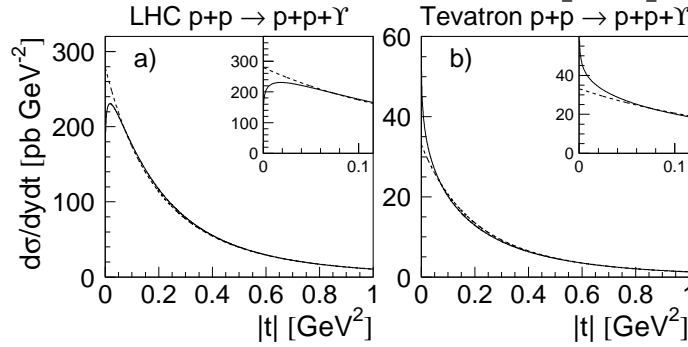 LHC p+p → p+p+ϒ
Tevatron p+p̄ → p+p̄+ϒ
dσ/dydt [pb GeV⁻²]
a)
300
200
100
0
0 0.2 0.4 0.6 0.8 1
|t| [GeV²]
400
300
200
100
0
0 0.1
b)
60
40
20
0
0 0.2 0.4 0.6 0.8 1
|t| [GeV²]
40
20
0
0 0.1